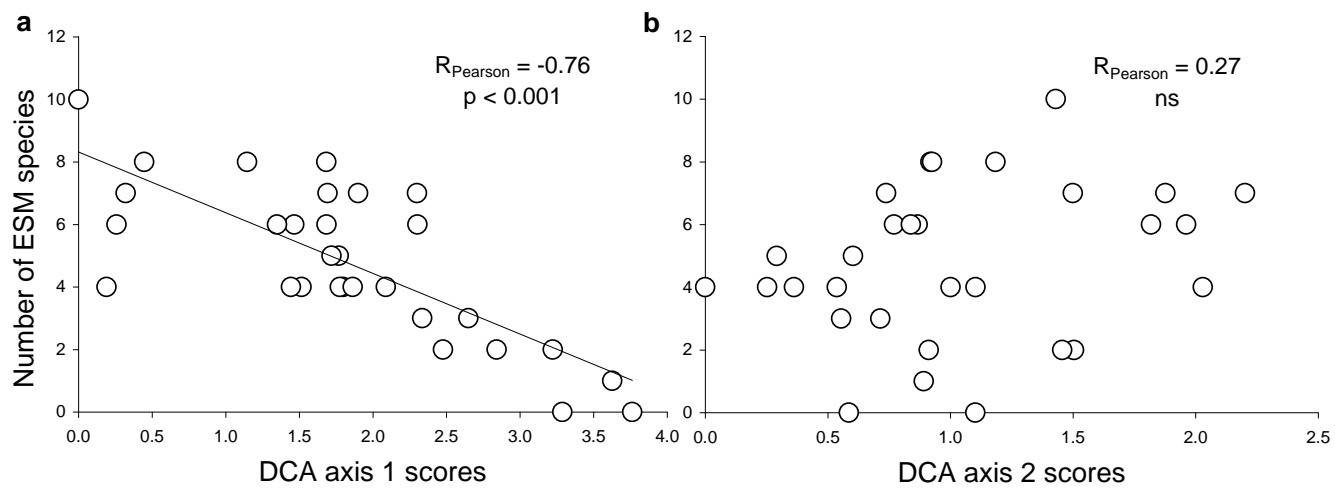 a
12
10
8
6
4
2
0
Number of ESM species
R_Pearson = -0.76
p < 0.001
0.0 0.5 1.0 1.5 2.0 2.5 3.0 3.5 4.0
DCA axis 1 scores
b
12
10
8
6
4
2
0
R_Pearson = 0.27
ns
0.0 0.5 1.0 1.5 2.0 2.5
DCA axis 2 scores